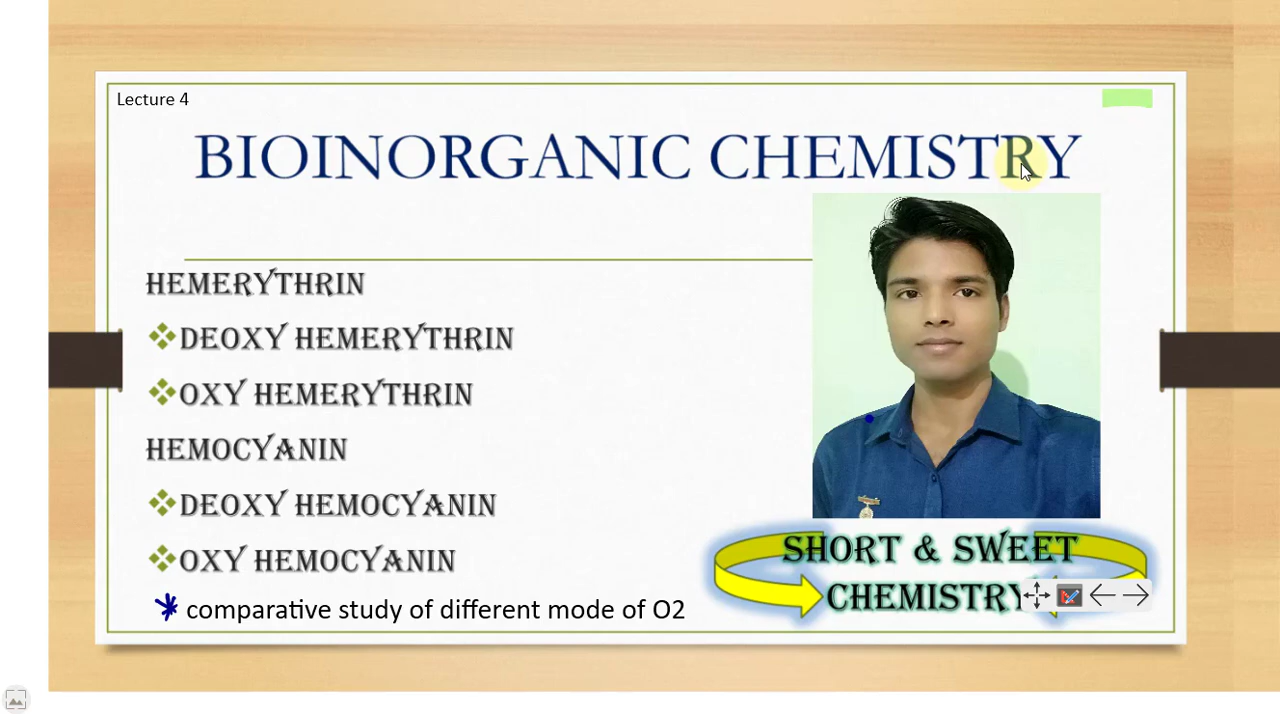 Lecture 4
BIOINORGANIC CHEMISTRY
HEMERYTHRIN
DEOXY HEMERYTHRIN
OXY HEMERYTHRIN
HEMOCYANIN
DEOXY HEMOCYANIN
OXY HEMOCYANIN
comparative study of different mode of O2
SHORT & SWEET
CHEMISTRY